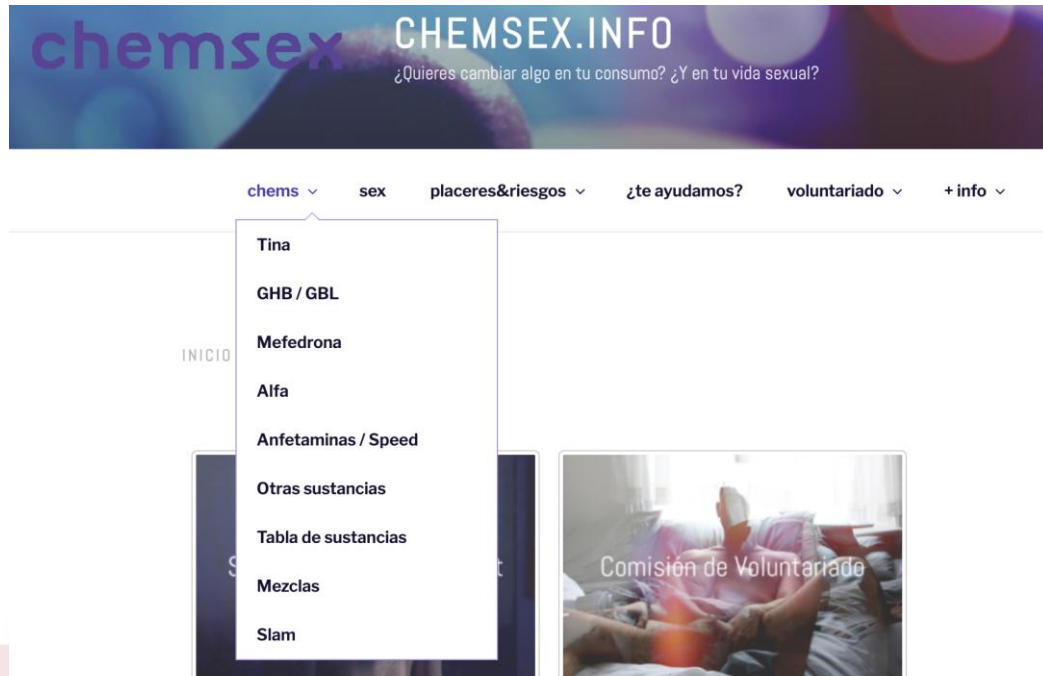 chemsex
CHEMSEX.INFO
¿Quieres cambiar algo en tu consumo? ¿Y en tu vida sexual?
chems sex placeres&riesgos ¿te ayudamos? voluntariado + info
Tina
GHB / GBL
Mefedrona
INICIO
Alfa
Anfetaminas / Speed
Otras sustancias
Tabla de sustancias
Comisión de Voluntariado
Mezclas
Slam